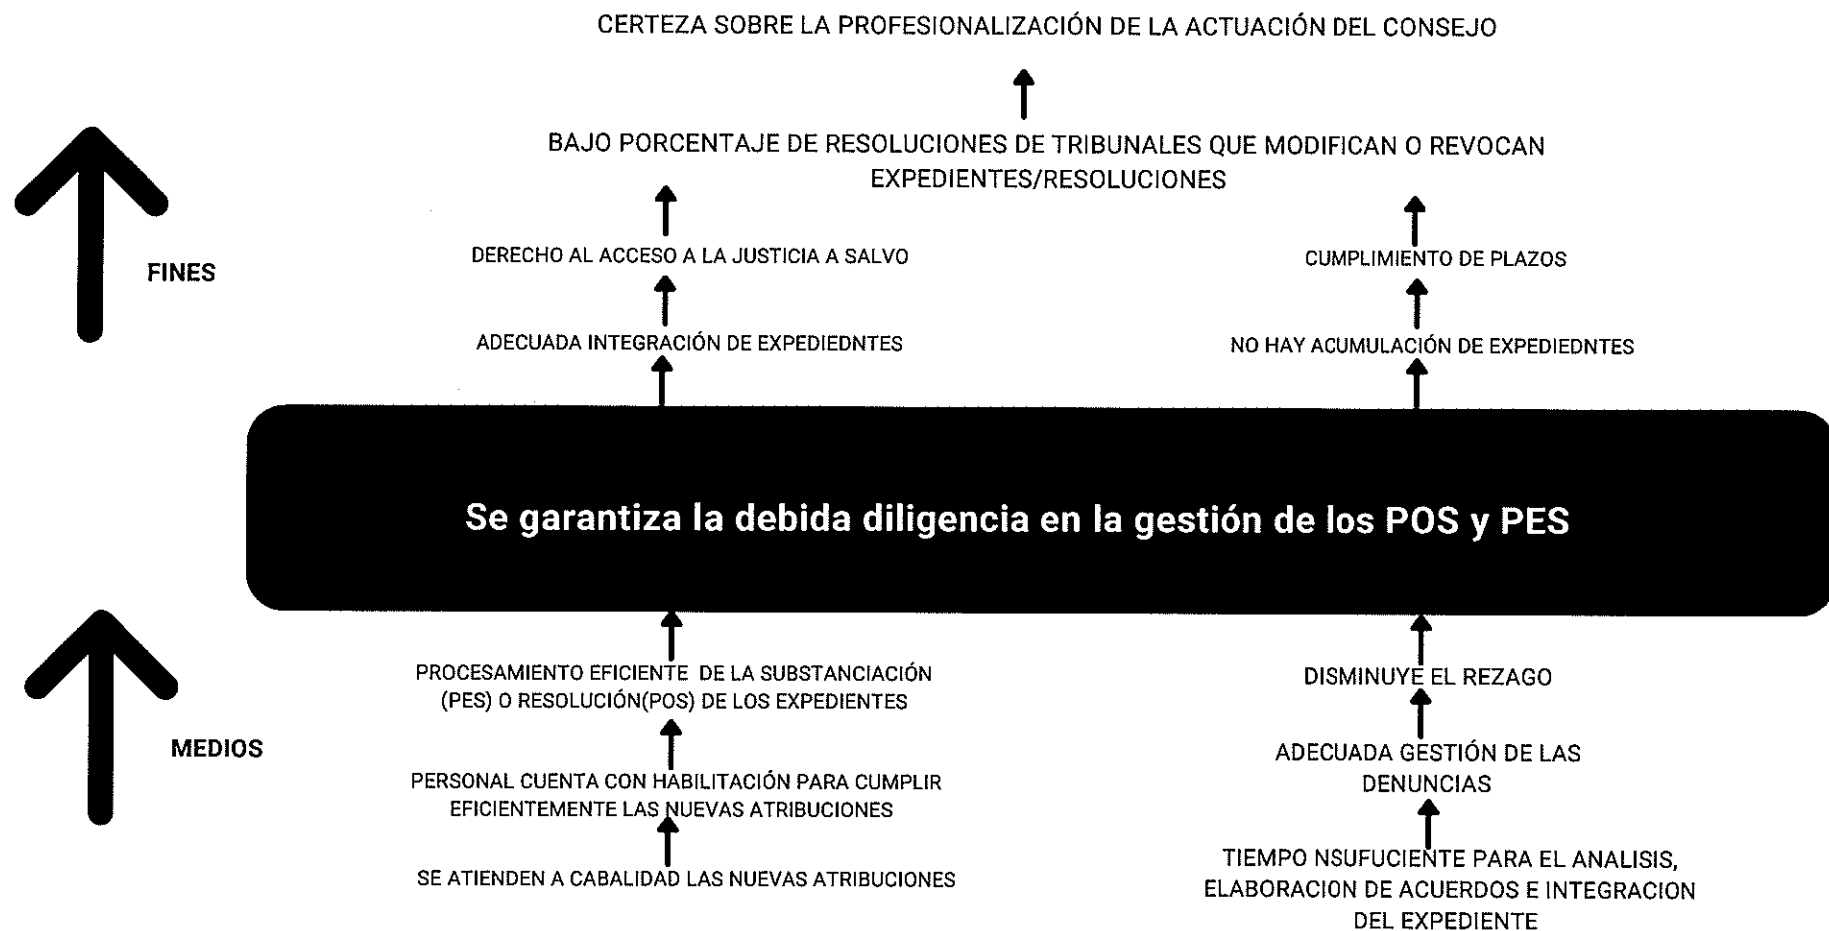 CERTEZA SOBRE LA PROFESIONALIZACIÓN DE LA ACTUACIÓN DEL CONSEJO
BAJO PORCENTAJE DE RESOLUCIONES DE TRIBUNALES QUE MODIFICAN O REVOCAN
EXPEDIENTES/RESOLUCIONES
FINES
DERECHO AL ACCESO A LA JUSTICIA A SALVO
CUMPLIMIENTO DE PLAZOS
ADECUADA INTEGRACIÓN DE EXPEDIEDNTES
NO HAY ACUMULACIÓN DE EXPEDIEDNTES
Se garantiza la debida diligencia en la gestión de los POS y PES
MEDIOS
PROCESAMIENTO EFICIENTE DE LA SUBSTANCIACIÓN
(PES) O RESOLUCIÓN(POS) DE LOS EXPEDIENTES
DISMINUYE EL REZAGO
PERSONAL CUENTA CON HABILITACIÓN PARA CUMPLIR
EFICIENTEMENTE LAS NUEVAS ATRIBUCIONES
ADECUADA GESTIÓN DE LAS
DENUNCIAS
SE ATIENDEN A CABALIDAD LAS NUEVAS ATRIBUCIONES
TIEMPO NSUFUCIENTE PARA EL ANALISIS,
ELABORACION DE ACUERDOS E INTEGRACION
DEL EXPEDIENTE